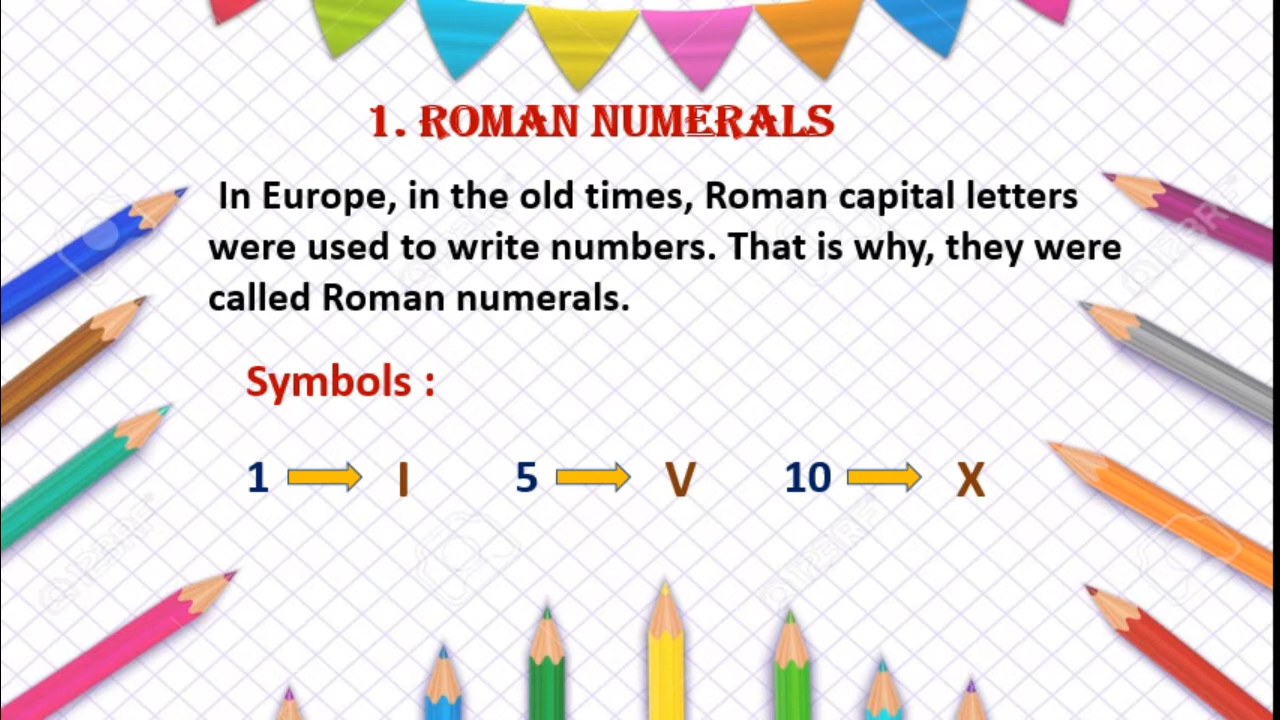 1. ROMAN NUMERALS
In Europe, in the old times, Roman capital letters
were used to write numbers. That is why, they were
called Roman numerals.
Symbols :
1 I 5 V 10 X